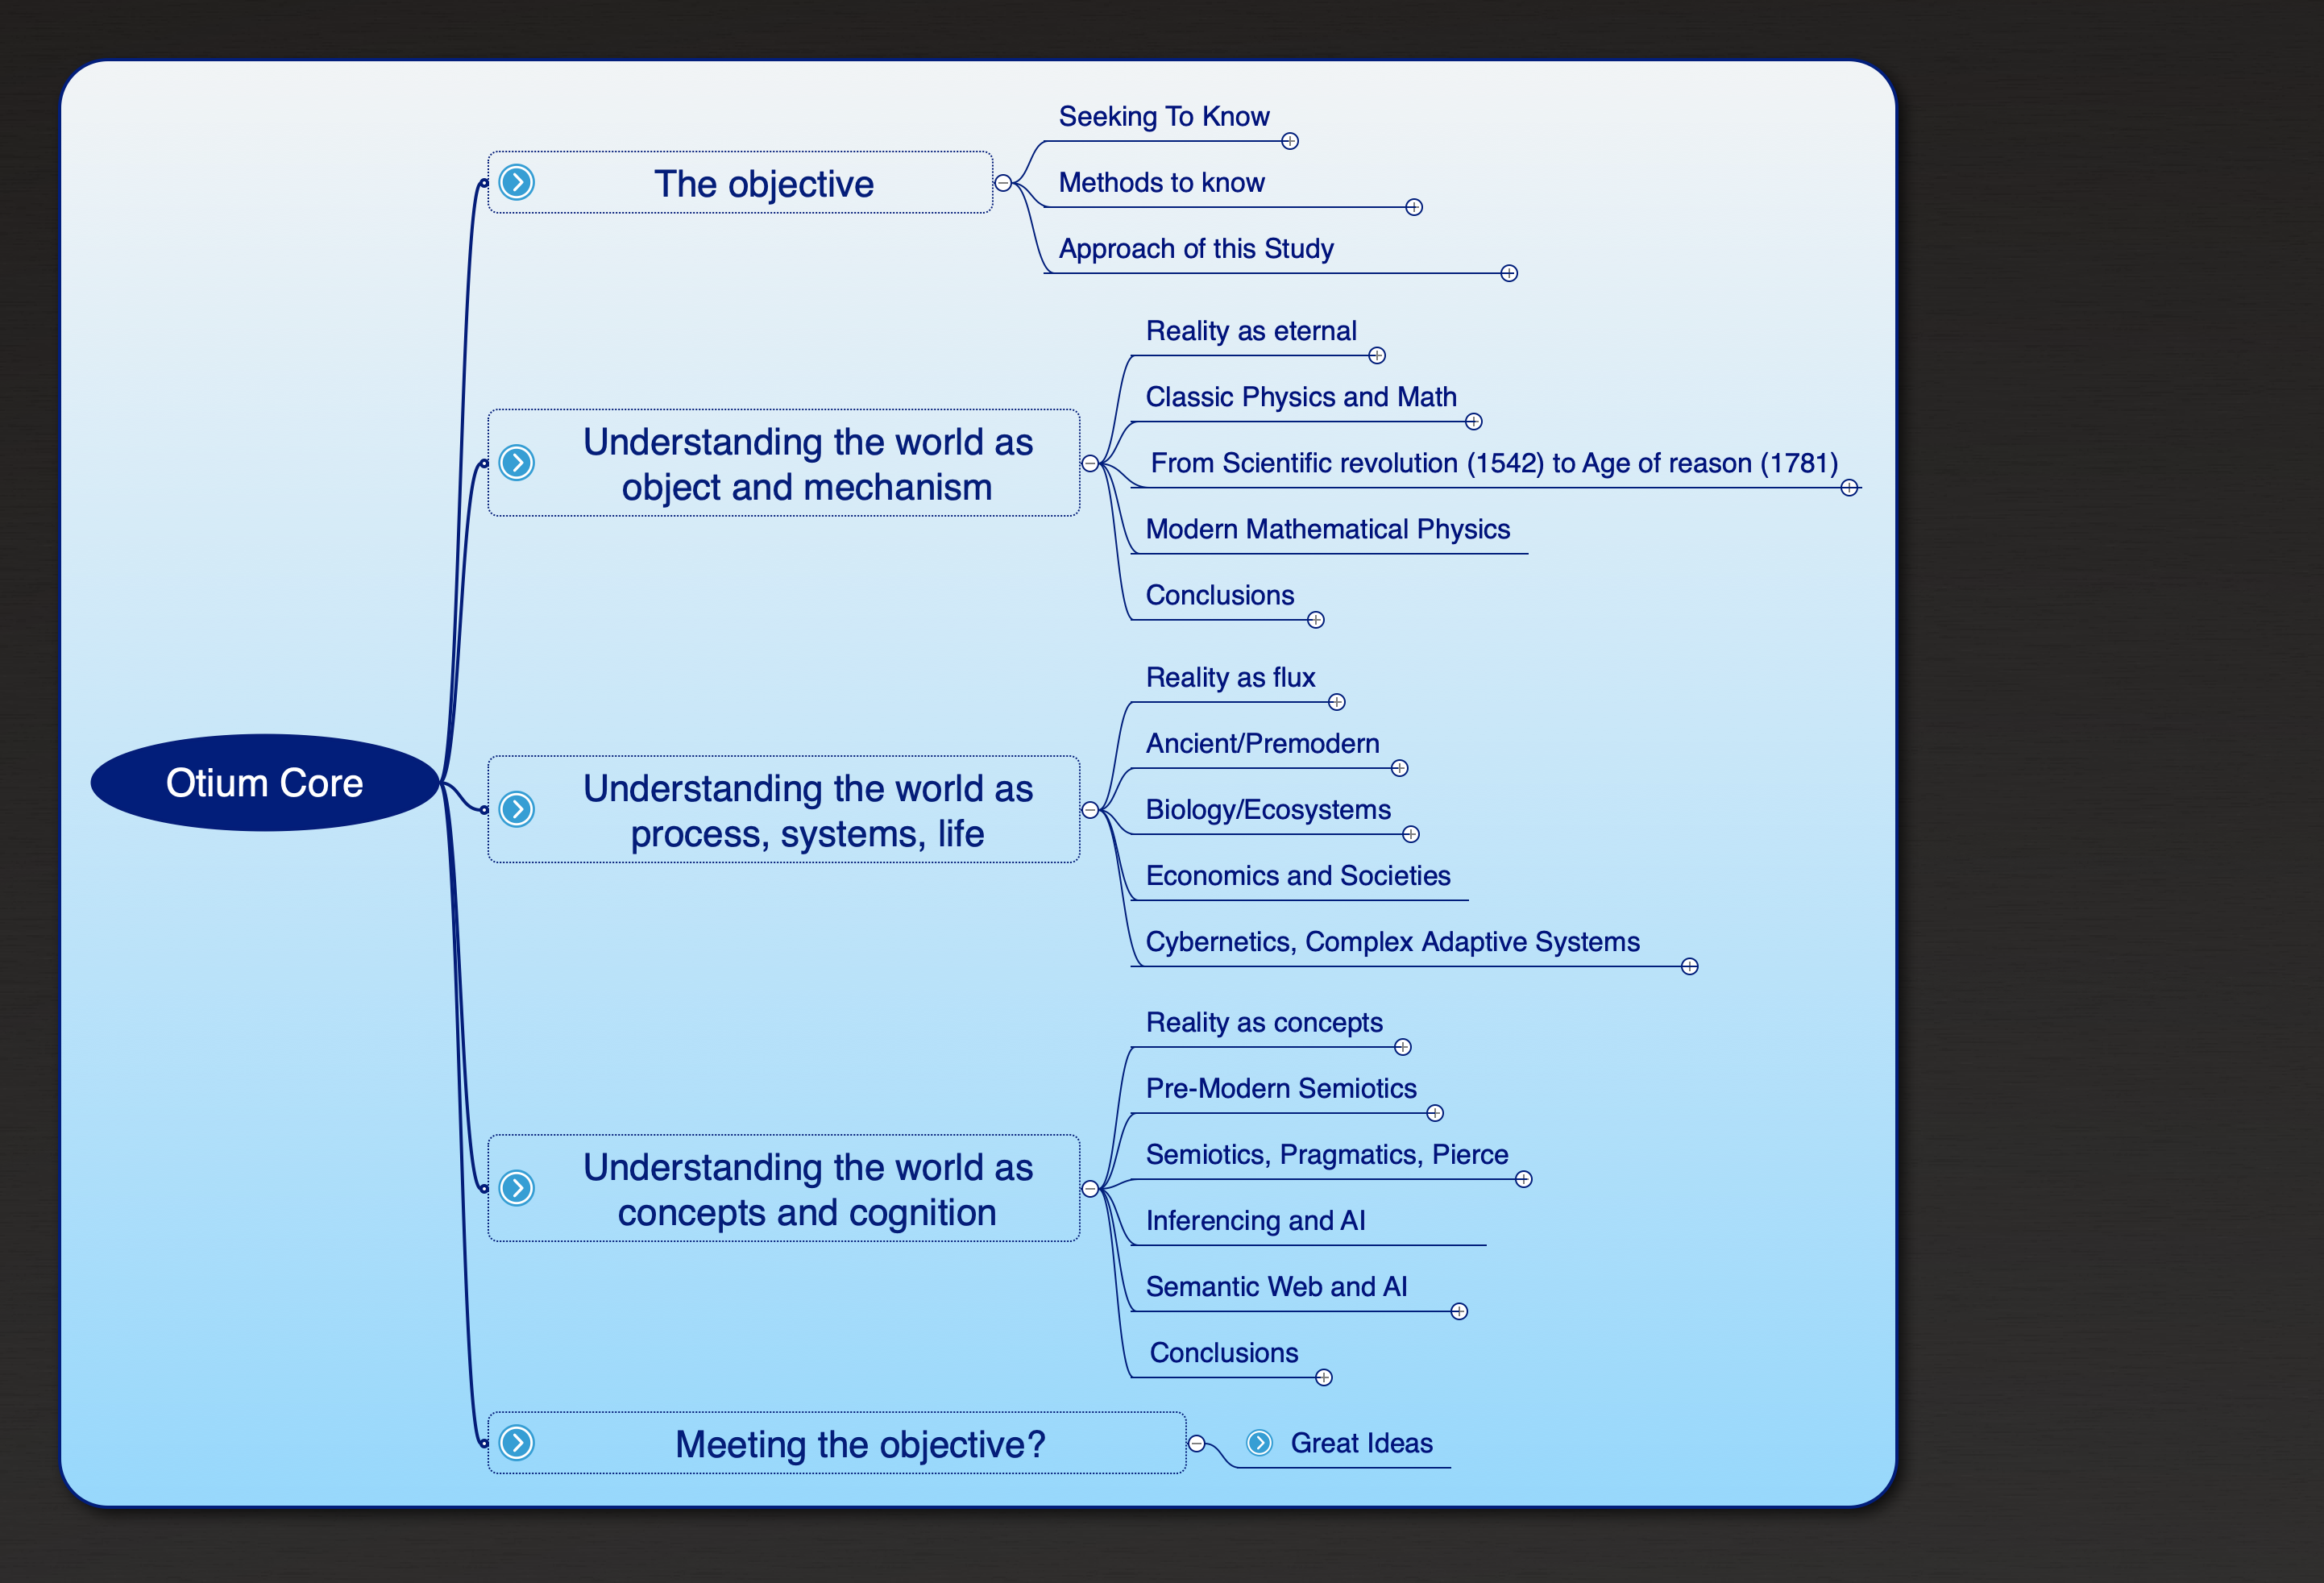 Otium Core
The objective
Seeking To Know
Methods to know
Approach of this Study
Understanding the world as
object and mechanism
Reality as eternal
Classic Physics and Math
From Scientific revolution (1542) to Age of reason (1781)
Modern Mathematical Physics
Conclusions
Understanding the world as
process, systems, life
Reality as flux
Ancient/Premodern
Biology/Ecosystems
Economics and Societies
Cybernetics, Complex Adaptive Systems
Understanding the world as
concepts and cognition
Reality as concepts
Pre-Modern Semiotics
Semiotics, Pragmatics, Pierce
Inferencing and AI
Semantic Web and AI
Conclusions
Meeting the objective?
Great Ideas